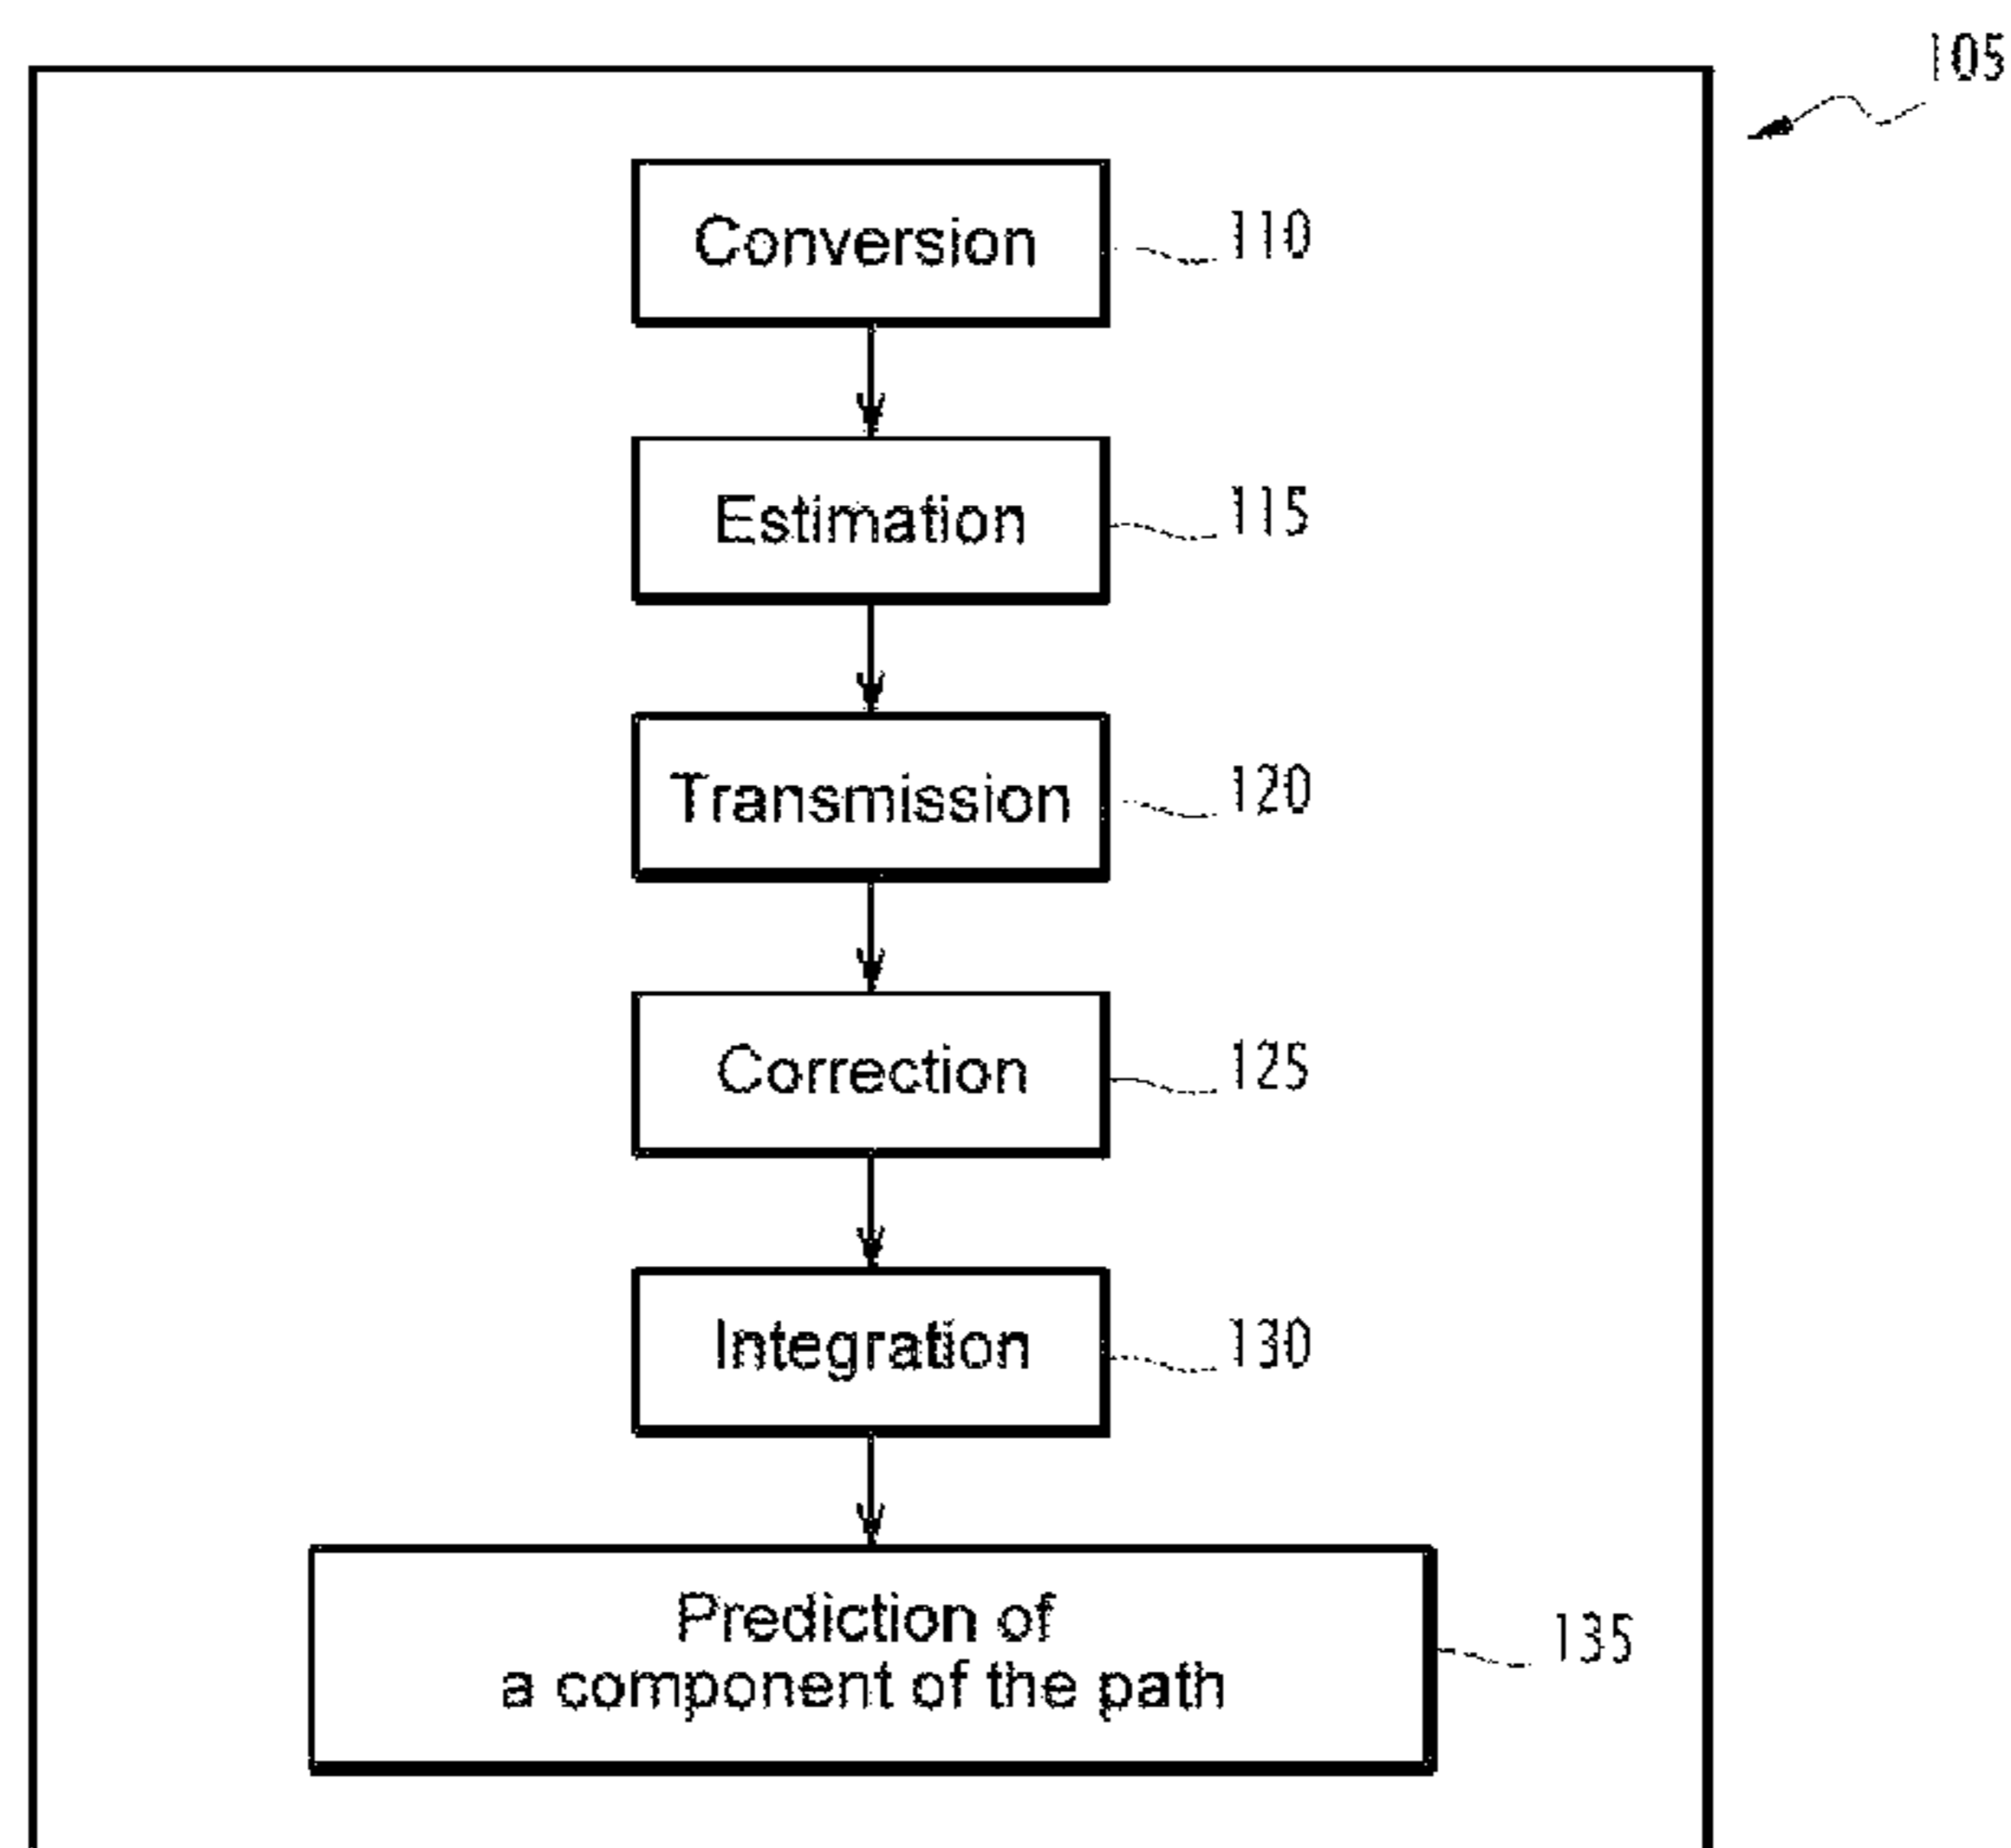 105
Conversion
110
Estimation
115
Transmission
120
Correction
125
Integration
130
Prediction of
a component of the path
135